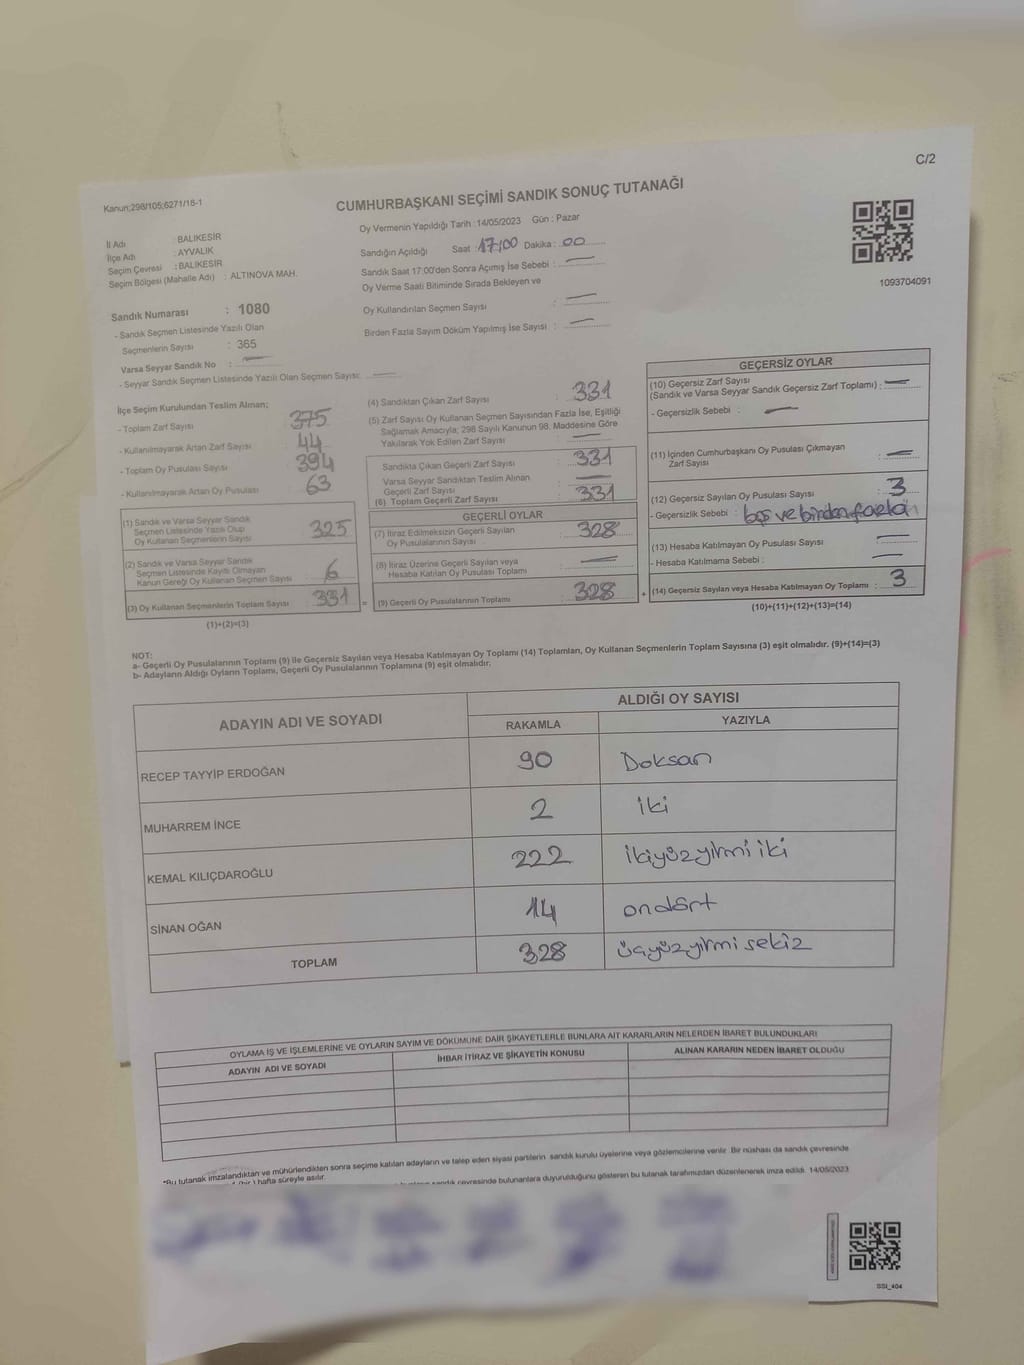 C/2
Kanun;298/105;6271/18-1
CUMHURBAŞKANI SEÇİMİ SANDIK SONUÇ TUTANAĞI
İl Adı : BALIKESİR
İlçe Adı : AYVALIK
Seçim Çevresi : BALIKESİR
Seçim Bölgesi (Mahalle Adı) : ALTINOVA MAH.
Sandık Numarası : 1080
- Sandık Seçmen Listesinde Yazılı Olan
Seçmenlerin Sayısı : 365
Varsa Seyyar Sandık No : —
- Seyyar Sandık Seçmen Listesinde Yazılı Olan Seçmen Sayısı: —
Oy Vermenin Yapıldığı Tarih : 14/05/2023 Gün : Pazar
Sandığın Açıldığı Saat : 17:00 Dakika : 00
Sandık Saat 17:00'den Sonra Açımış İse Sebebi : —
Oy Verme Saati Bitiminde Sırada Bekleyen ve
Oy Kullandırılan Seçmen Sayısı : —
Birden Fazla Sayım Döküm Yapılmış İse Sayısı : —
1093704091
İlçe Seçim Kurulundan Teslim Alınan;
- Toplam Zarf Sayısı 375
- Kullanılmayarak Artan Zarf Sayısı 44
- Toplam Oy Pusulası Sayısı 394
- Kullanılmayarak Artan Oy Pusulası 63
(1) Sandık ve Varsa Seyyar Sandık
Seçmen Listesinde Yazılı Olup
Oy Kullanan Seçmenlerin Sayısı 325
(2) Sandık ve Varsa Seyyar Sandık
Seçmen Listesinde Kayıtlı Olmayan
Kanun Gereği Oy Kullanan Seçmen Sayısı : 6
(3) Oy Kullanan Seçmenlerin Toplam Sayısı : 331 =
(1)+(2)=(3)
(4) Sandıktan Çıkan Zarf Sayısı : 331
(5) Zarf Sayısı Oy Kullanan Seçmen Sayısından Fazla İse, Eşitliği
Sağlamak Amacıyla; 298 Sayılı Kanunun 98. Maddesine Göre
Yakılarak Yok Edilen Zarf Sayısı : —
Sandıkta Çıkan Geçerli Zarf Sayısı : 331
Varsa Seyyar Sandıktan Teslim Alınan
Geçerli Zarf Sayısı : —
(6) Toplam Geçerli Zarf Sayısı : 331
GEÇERLİ OYLAR
(7) İtiraz Edilmeksizin Geçerli Sayılan
Oy Pusulalarının Sayısı : 328
(8) İtiraz Üzerine Geçerli Sayılan veya
Hesaba Katılan Oy Pusulası Toplamı : —
(9) Geçerli Oy Pusulalarının Toplamı : 328 +
GEÇERSİZ OYLAR
(10) Geçersiz Zarf Sayısı
(Sandık ve Varsa Seyyar Sandık Geçersiz Zarf Toplamı) : —
- Geçersizlik Sebebi : —
(11) İçinden Cumhurbaşkanı Oy Pusulası Çıkmayan
Zarf Sayısı : —
(12) Geçersiz Sayılan Oy Pusulası Sayısı : 3
- Geçersizlik Sebebi : boş ve birden fazla
(13) Hesaba Katılmayan Oy Pusulası Sayısı : —
- Hesaba Katılmama Sebebi : —
(14) Geçersiz Sayılan veya Hesaba Katılmayan Oy Toplamı : 3
(10)+(11)+(12)+(13)=(14)
NOT:
a- Geçerli Oy Pusulalarının Toplamı (9) ile Geçersiz Sayılan veya Hesaba Katılmayan Oy Toplamı (14) Toplamları, Oy Kullanan Seçmenlerin Toplam Sayısına (3) eşit olmalıdır. (9)+(14)=(3)
b- Adayların Aldığı Oyların Toplamı, Geçerli Oy Pusulalarının Toplamına (9) eşit olmalıdır.
ADAYIN ADI VE SOYADI ALDIĞI OY SAYISI
RAKAMLA YAZIYLA
RECEP TAYYİP ERDOĞAN 90 Doksan
MUHARREM İNCE 2 iki
KEMAL KILIÇDAROĞLU 222 ikiyüzyirmi iki
SİNAN OĞAN 14 ondört
TOPLAM 328 üçyüzyirmi sekiz
OYLAMA İŞ VE İŞLEMLERİNE VE OYLARIN SAYIM VE DÖKÜMÜNE DAİR ŞİKAYETLERLE BUNLARA AİT KARARLARIN NELERDEN İBARET BULUNDUKLARI
ADAYIN ADI VE SOYADI İHBAR İTİRAZ VE ŞİKAYETİN KONUSU ALINAN KARARIN NEDEN İBARET OLDUĞU
*Bu tutanak imzalandıktan ve mühürlendikten sonra seçime katılan adayların ve talep eden siyasi partilerin sandık kurulu üyelerine veya gözlemcilerine verilir. Bir nüshası da sandık çevresinde
(bir) hafta süreyle asılır.
sandık çevresinde bulunanlara duyurulduğunu gösteren bu tutanak tarafımızdan düzenlenerek imza edildi. 14/05/2023
SSI_404